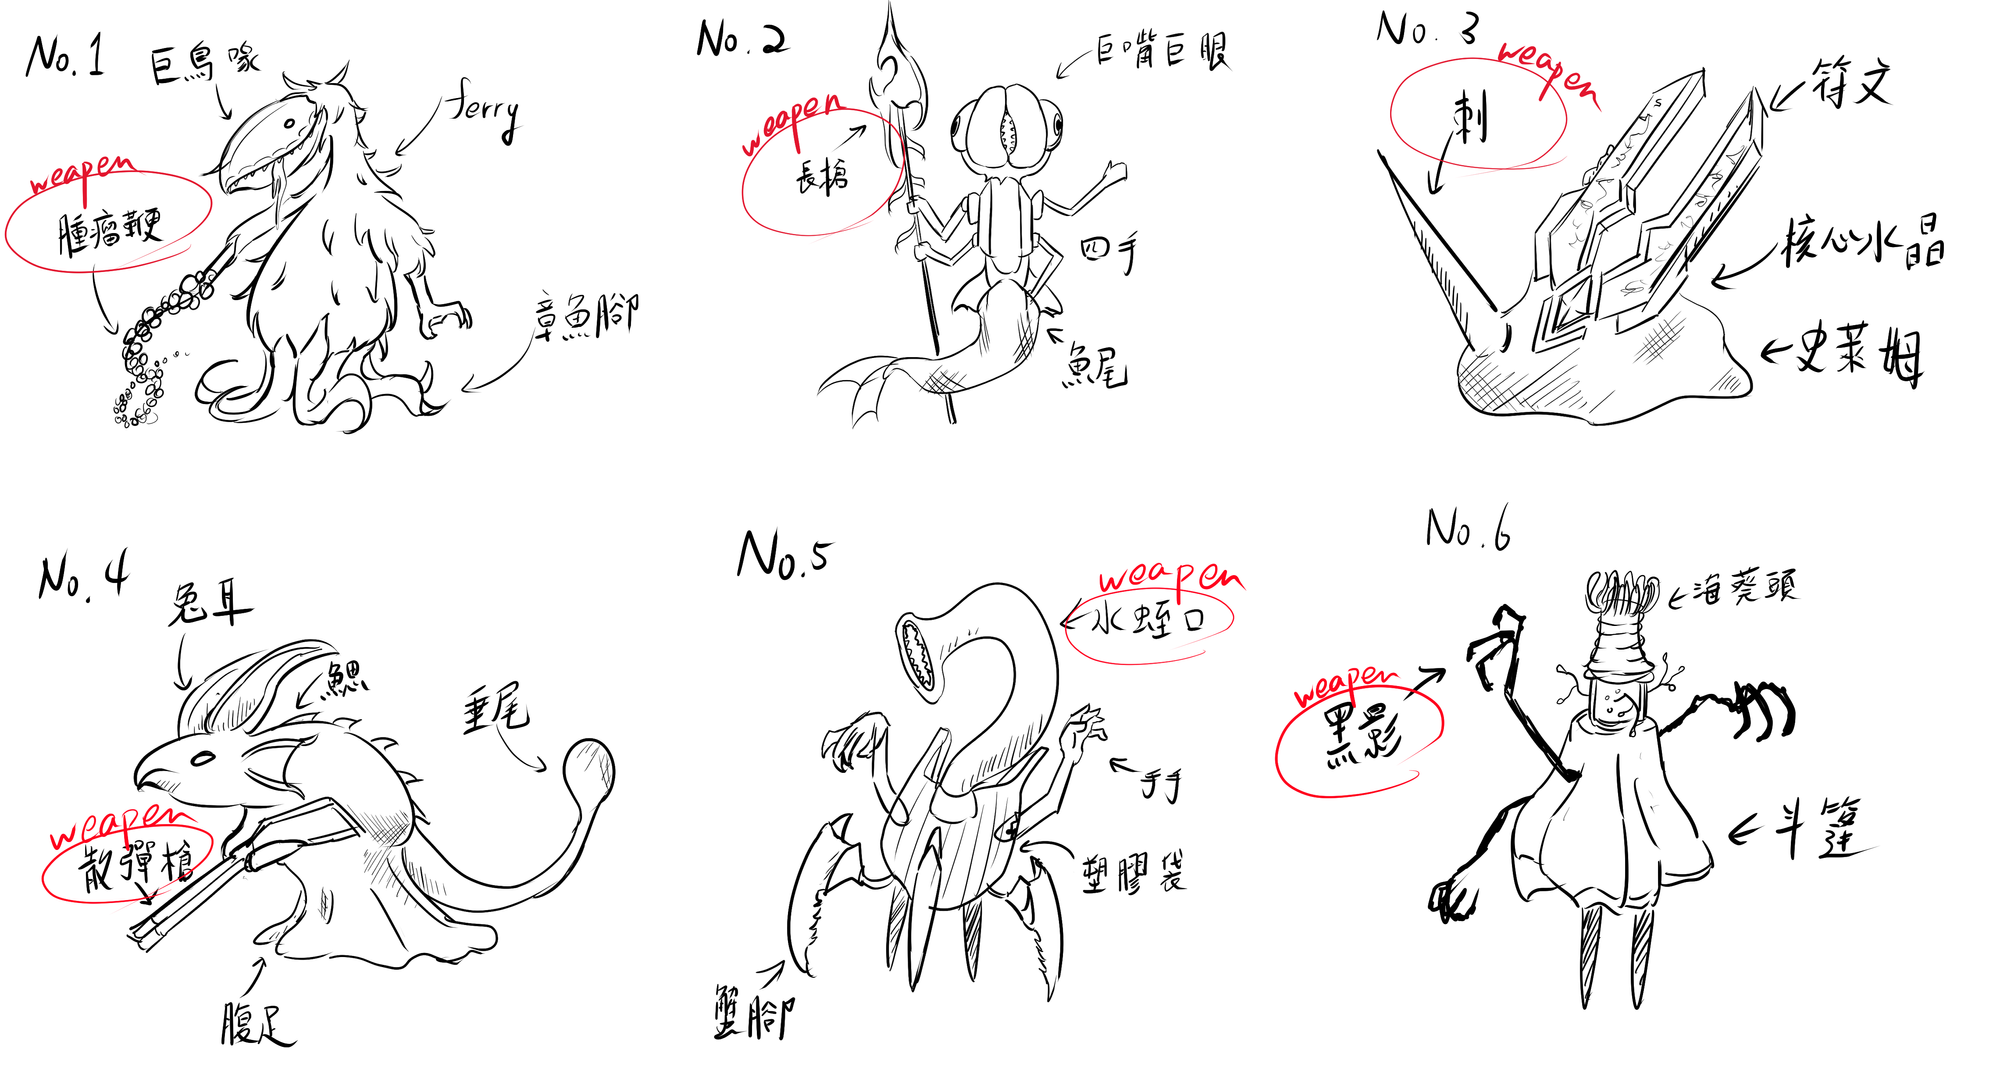 No.1
巨鳥喙
ferry
weapen
腫瘤鞭
章魚腳
No.2
巨嘴巨眼
weapen
長槍
四手
魚尾
No.3
weapen
刺
符文
核心水晶
史萊姆
No.4
兔耳
鰓
垂尾
weapen
散彈槍
腹足
No.5
weapen
水蛭口
手手
塑膠袋
蟹腳
No.6
海葵頭
weapen
黑影
斗篷